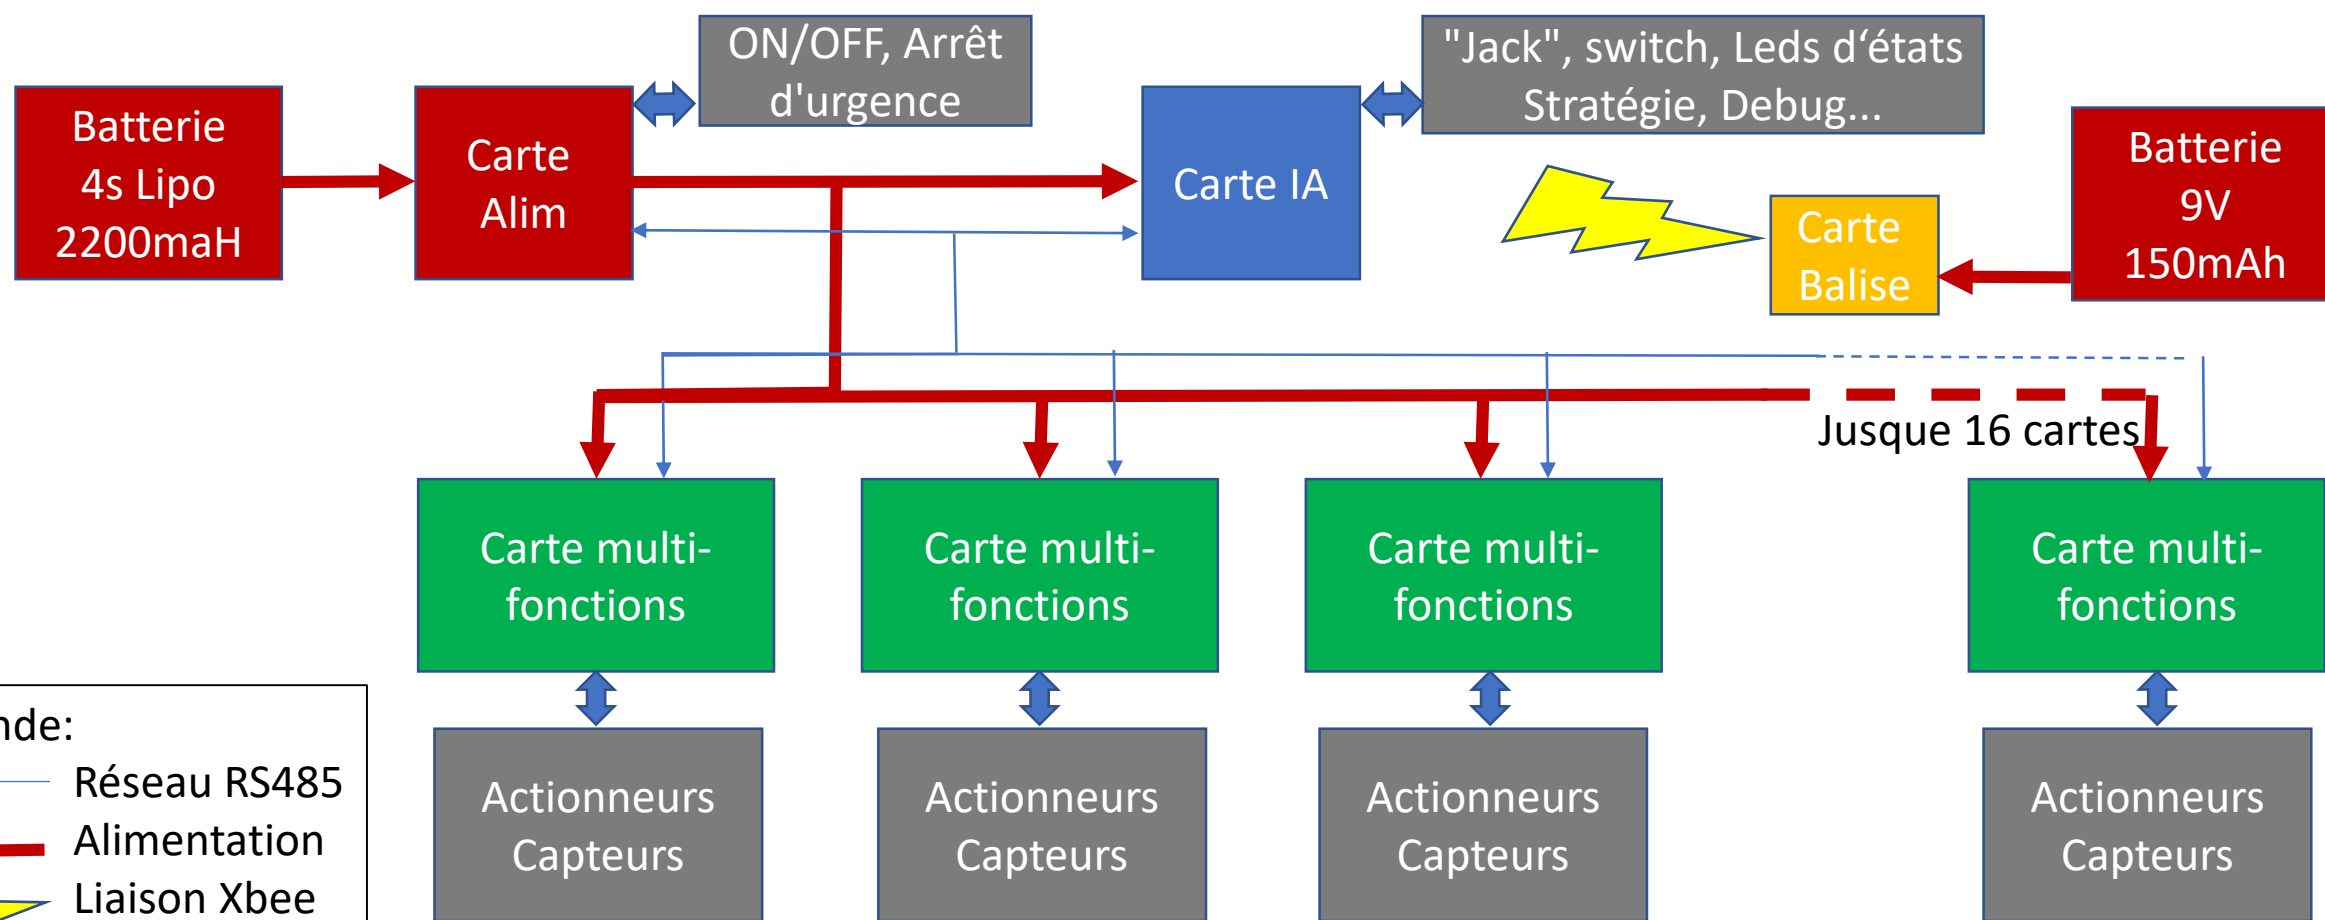 ON/OFF, Arrêt
d'urgence
"Jack", switch, Leds d‘états
Stratégie, Debug...
Batterie
4s Lipo
2200maH
Carte
Alim
Carte IA
Carte
Balise
Batterie
9V
150mAh
Jusque 16 cartes
Carte multi-
fonctions
Carte multi-
fonctions
Carte multi-
fonctions
Carte multi-
fonctions
Actionneurs
Capteurs
Actionneurs
Capteurs
Actionneurs
Capteurs
Actionneurs
Capteurs
nde:
Réseau RS485
Alimentation
Liaison Xbee